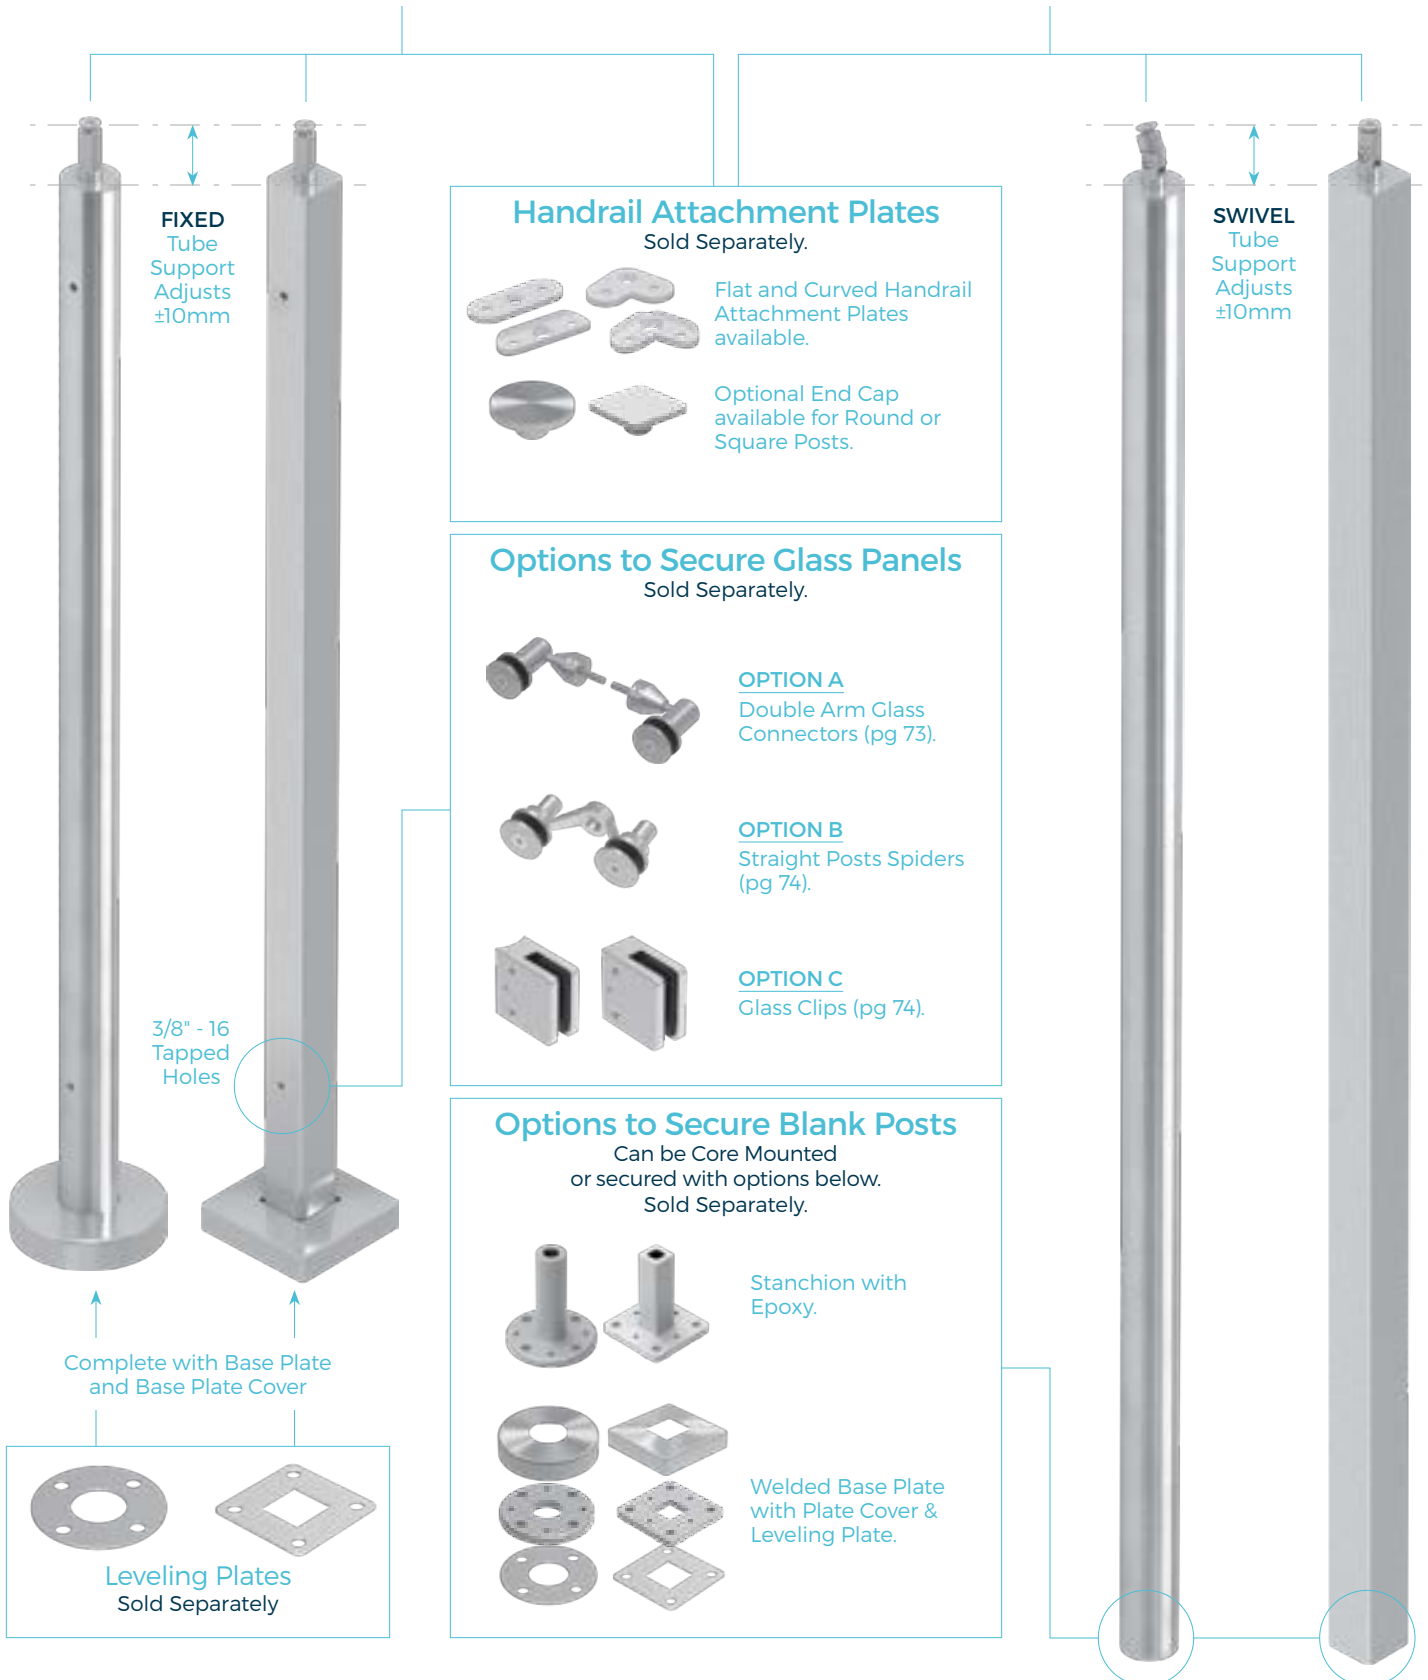 FIXED
Tube
Support
Adjusts
±10mm
Handrail Attachment Plates
Sold Separately.
Flat and Curved Handrail
Attachment Plates
available.
Optional End Cap
available for Round or
Square Posts.
SWIVEL
Tube
Support
Adjusts
±10mm
Options to Secure Glass Panels
Sold Separately.
OPTION A
Double Arm Glass
Connectors (pg 73).
OPTION B
Straight Posts Spiders
(pg 74).
OPTION C
Glass Clips (pg 74).
3/8" - 16
Tapped
Holes
Options to Secure Blank Posts
Can be Core Mounted
or secured with options below.
Sold Separately.
Stanchion with
Epoxy.
Welded Base Plate
with Plate Cover &
Leveling Plate.
Complete with Base Plate
and Base Plate Cover
Leveling Plates
Sold Separately